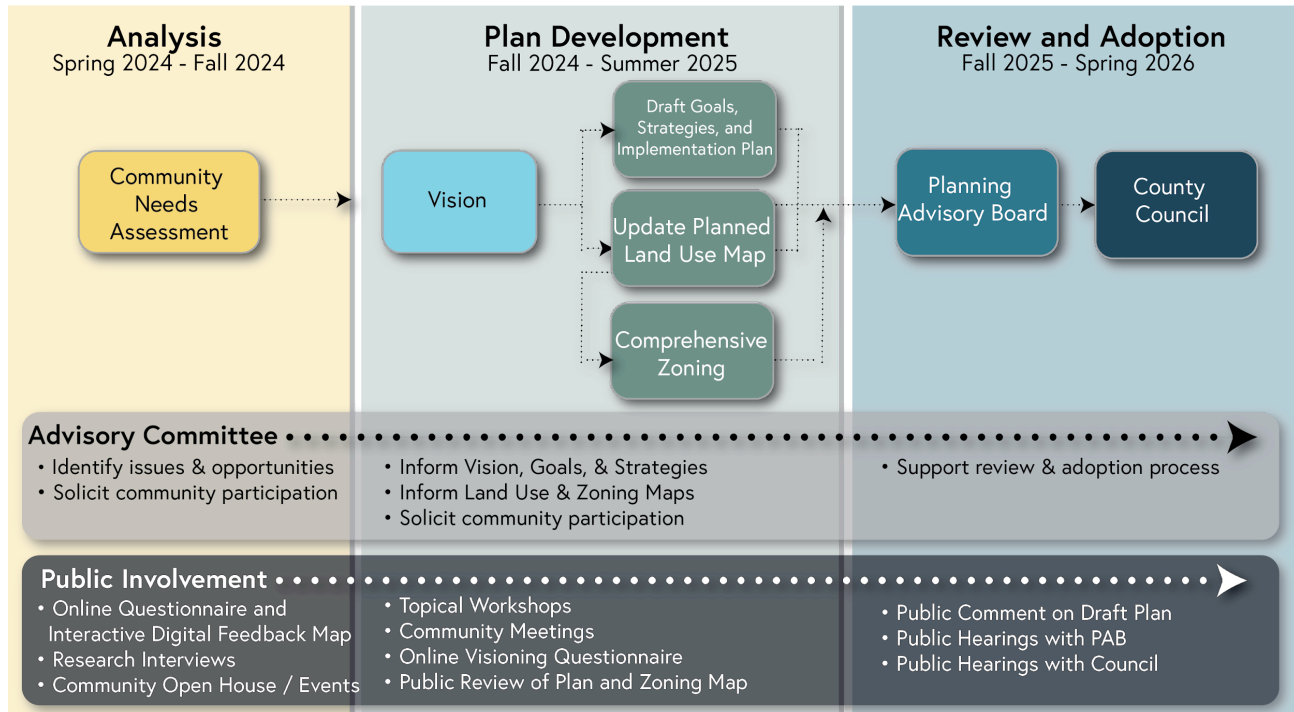 Analysis
Spring 2024 - Fall 2024
Community
Needs
Assessment
Plan Development
Fall 2024 - Summer 2025
Vision
Draft Goals,
Strategies, and
Implementation Plan
Update Planned
Land Use Map
Comprehensive
Zoning
Review and Adoption
Fall 2025 - Spring 2026
Planning
Advisory Board
County
Council
Advisory Committee
• Identify issues & opportunities
• Solicit community participation
• Inform Vision, Goals, & Strategies
• Inform Land Use & Zoning Maps
• Solicit community participation
• Support review & adoption process
Public Involvement
• Online Questionnaire and
Interactive Digital Feedback Map
• Research Interviews
• Community Open House / Events
• Topical Workshops
• Community Meetings
• Online Visioning Questionnaire
• Public Review of Plan and Zoning Map
• Public Comment on Draft Plan
• Public Hearings with PAB
• Public Hearings with Council